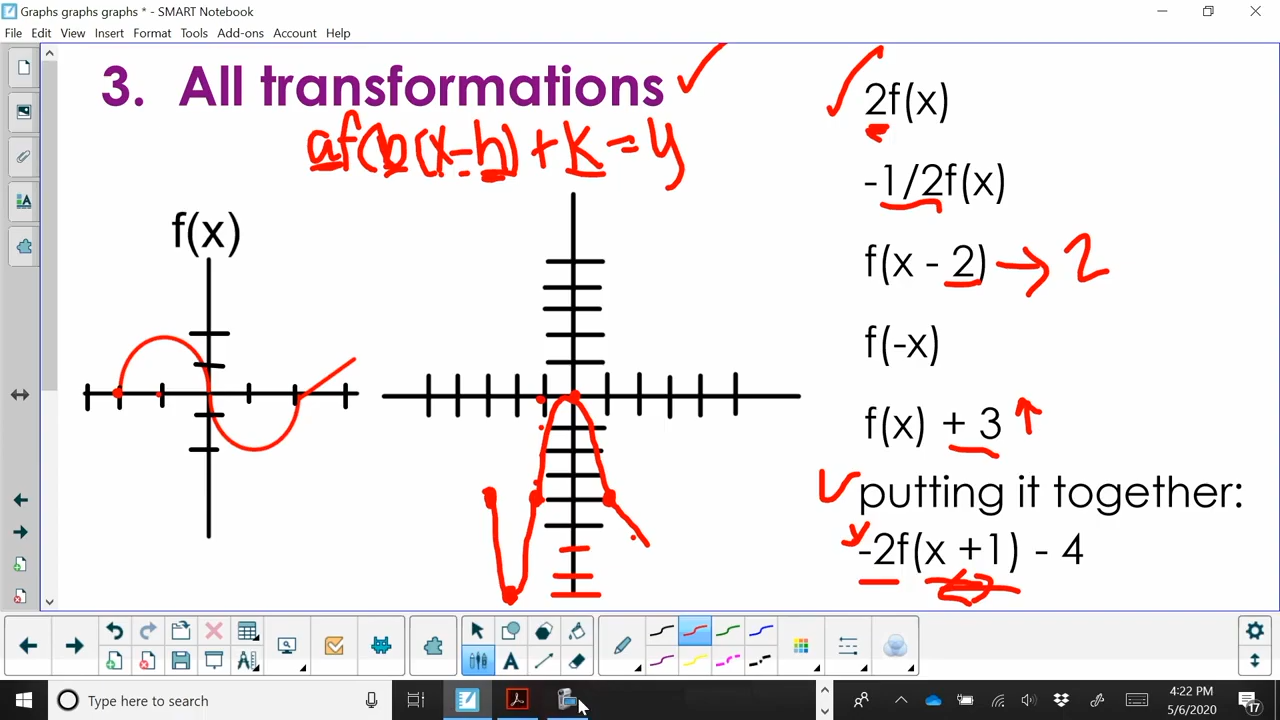 Graphs graphs graphs * - SMART Notebook
File Edit View Insert Format Tools Add-ons Account Help
3. All transformations
af(b(x-h)+k=y
f(x)
2f(x)
-1/2f(x)
f(x - 2) → 2
f(-x)
f(x) + 3 ↑
putting it together:
-2f(x +1) - 4
Type here to search
4:22 PM
5/6/2020
17